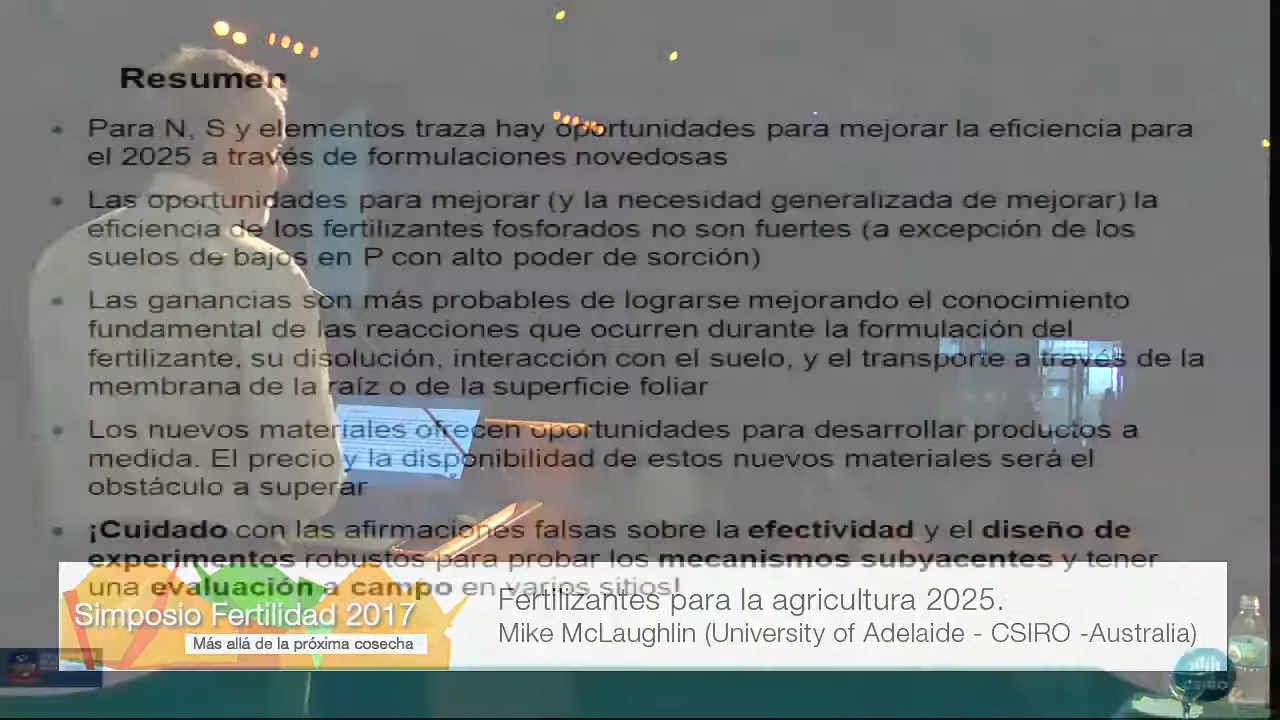 Resumen
Para N, S y elementos traza hay oportunidades para mejorar la eficiencia para
el 2025 a través de formulaciones novedosas
Las oportunidades para mejorar (y la necesidad generalizada de mejorar) la
eficiencia de los fertilizantes fosforados no son fuertes (a excepción de los
suelos de bajos en P con alto poder de sorción)
Las ganancias son más probables de lograrse mejorando el conocimiento
fundamental de las reacciones que ocurren durante la formulación del
fertilizante, su disolución, interacción con el suelo, y el transporte a través de la
membrana de la raíz o de la superficie foliar
Los nuevos materiales ofrecen oportunidades para desarrollar productos a
medida. El precio y la disponibilidad de estos nuevos materiales será el
obstáculo a superar
¡Cuidado con las afirmaciones falsas sobre la efectividad y el diseño de
experimentos robustos para probar los mecanismos subyacentes y tener
una evaluación a campo en varios sitios!
Simposio Fertilidad 2017
Más allá de la próxima cosecha
Fertilizantes para la agricultura 2025.
Mike McLaughlin (University of Adelaide - CSIRO -Australia)
CSIRO